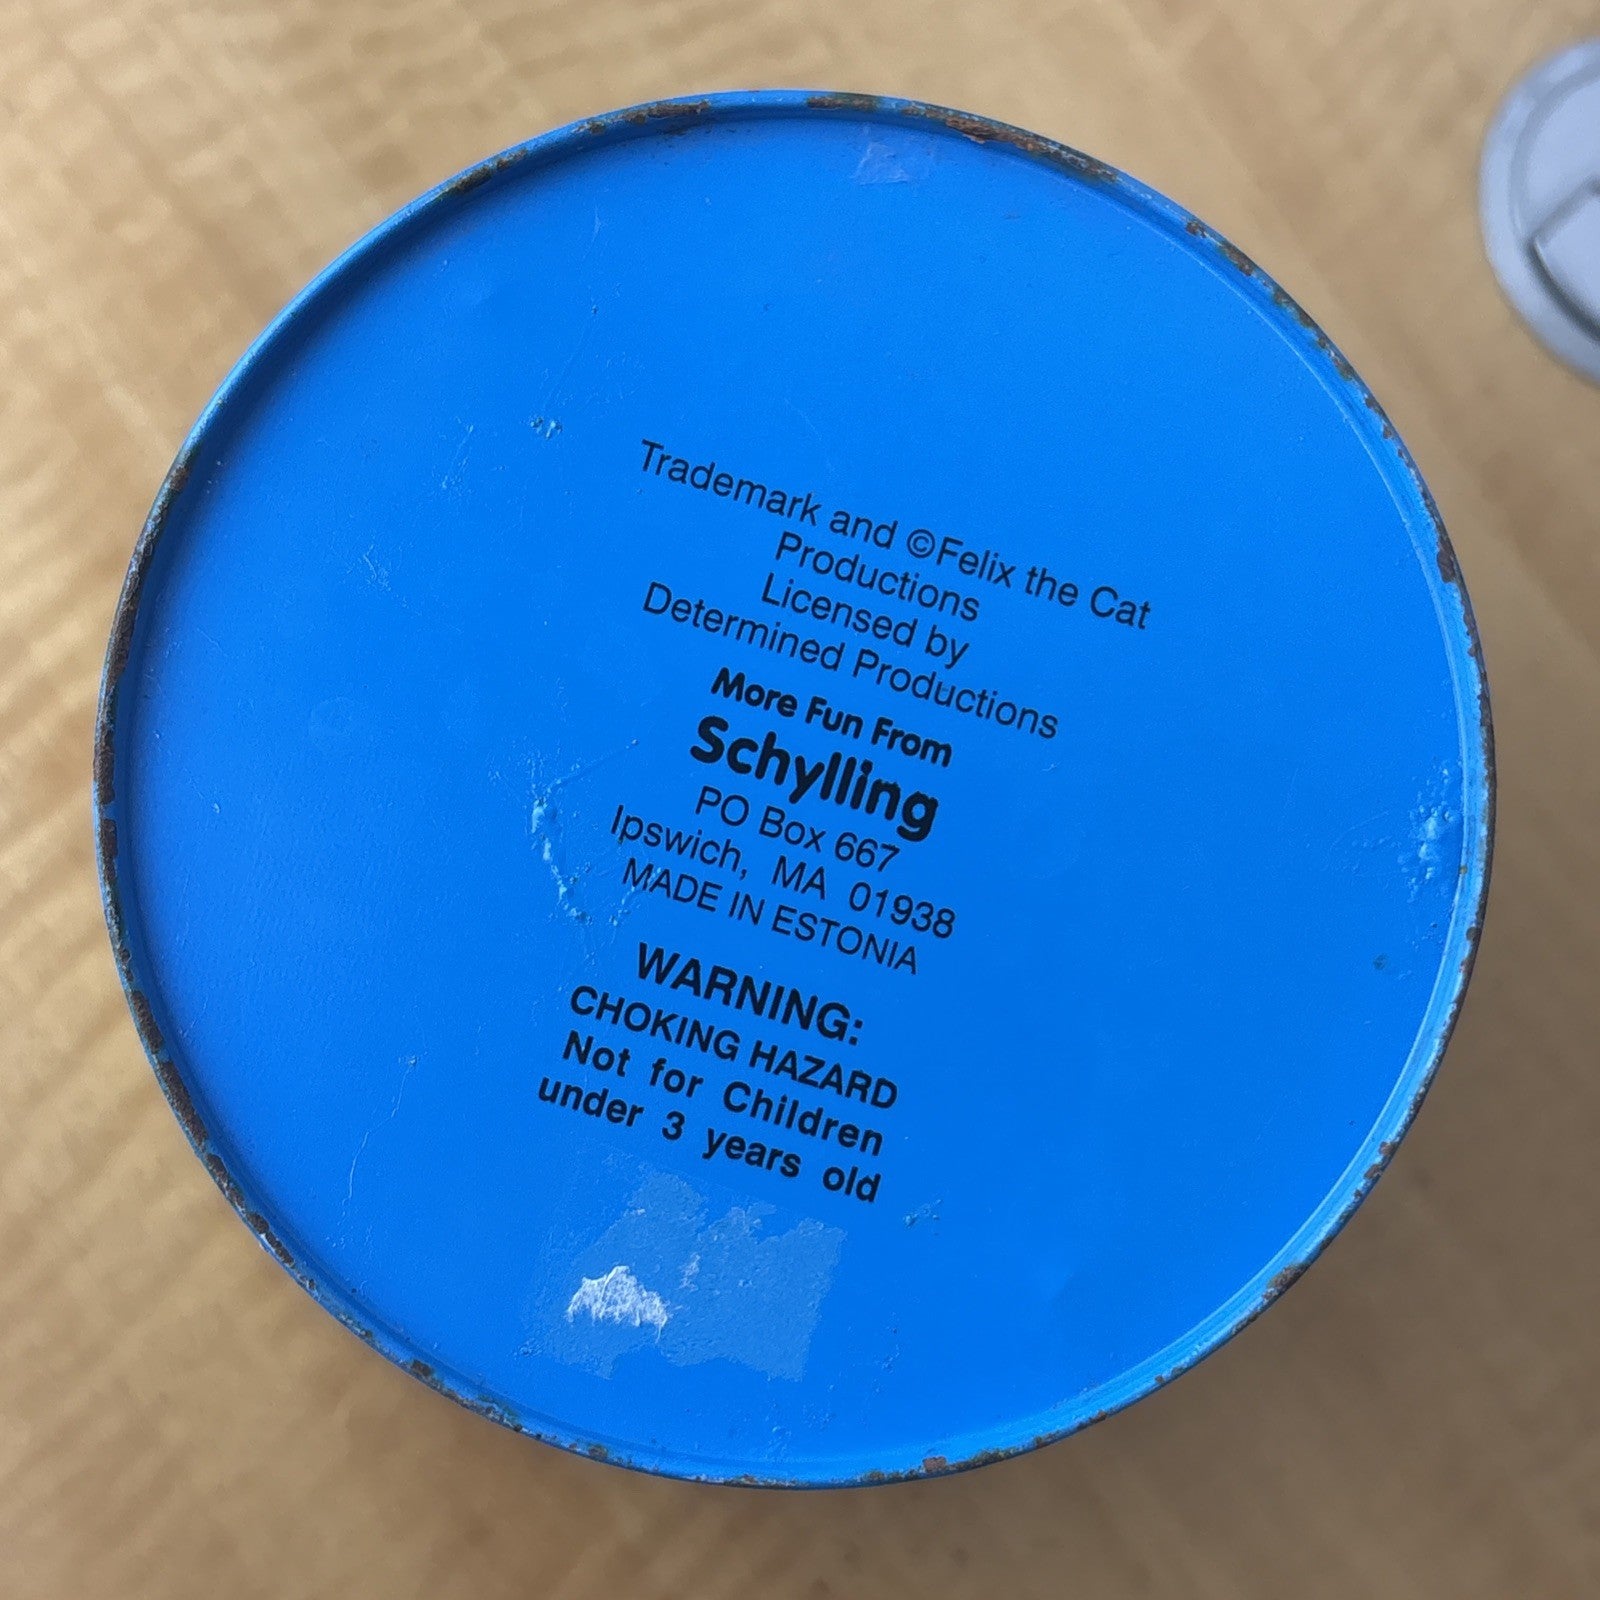 Trademark and ©Felix the Cat
Productions
Licensed by
Determined Productions
More Fun From
Schylling
PO Box 667
Ipswich, MA 01938
MADE IN ESTONIA
WARNING:
CHOKING HAZARD
Not for Children
under 3 years old